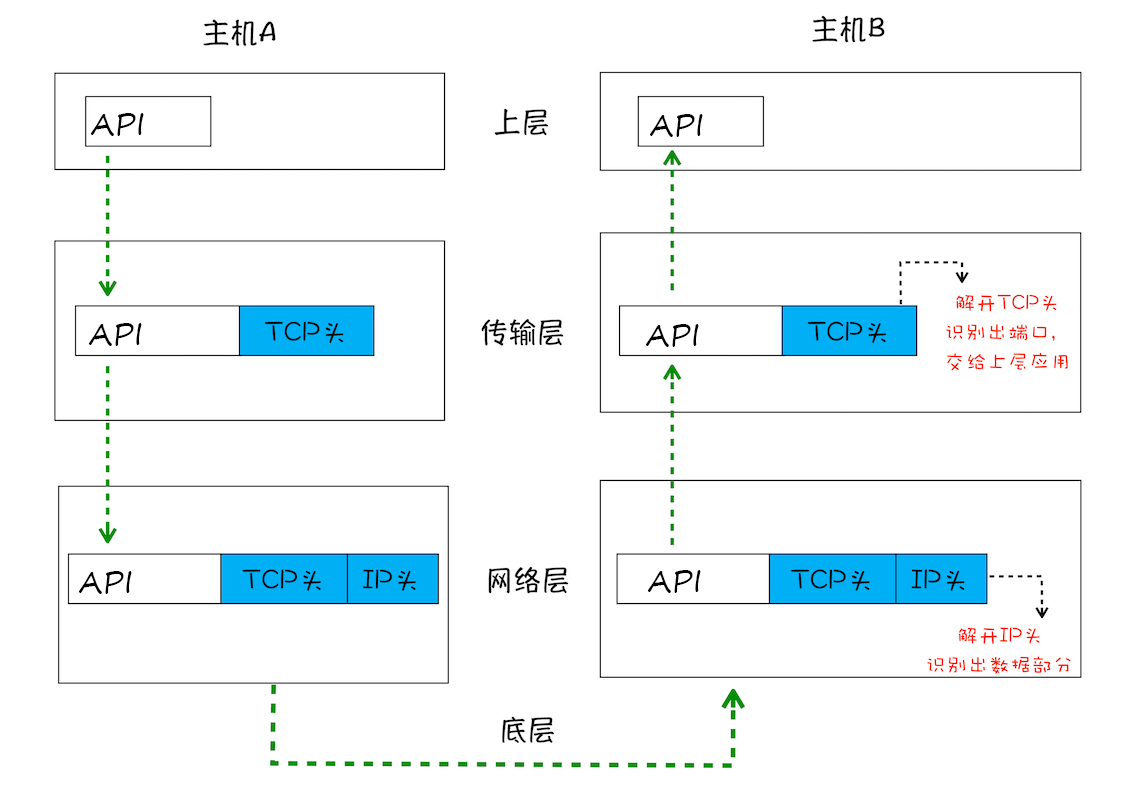 主机A
主机B
API
上层
API
API
TCP头
传输层
API
TCP头
解开TCP头
识别出端口，
交给上层应用
API
TCP头
IP头
网络层
API
TCP头
IP头
解开IP头
识别出数据部分
底层